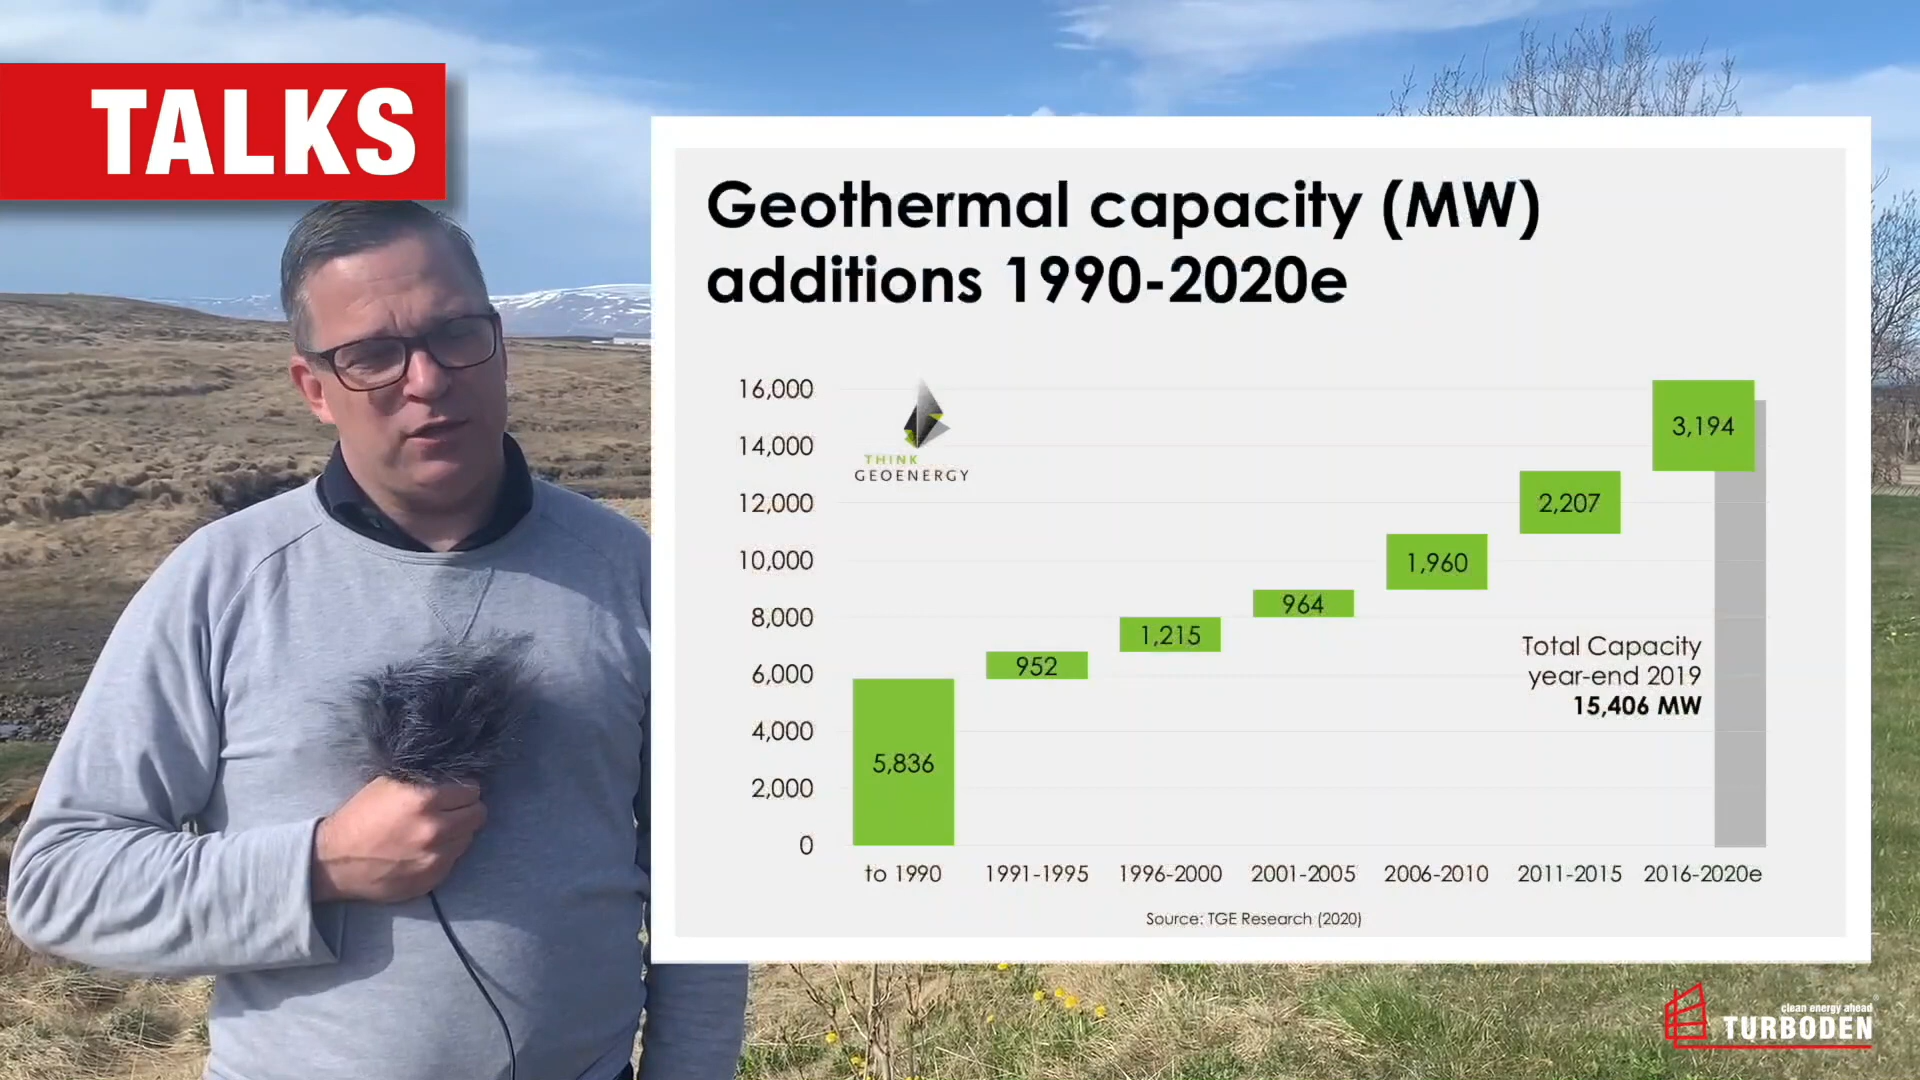 TALKS
Geothermal capacity (MW)
additions 1990-2020e
16,000
14,000
12,000
10,000
8,000
6,000
4,000
2,000
0
THINK
GEOENERGY
5,836
952
1,215
964
1,960
2,207
3,194
Total Capacity
year-end 2019
15,406 MW
to 1990
1991-1995
1996-2000
2001-2005
2006-2010
2011-2015
2016-2020e
Source: TGE Research (2020)
clean energy ahead
TURBODEN